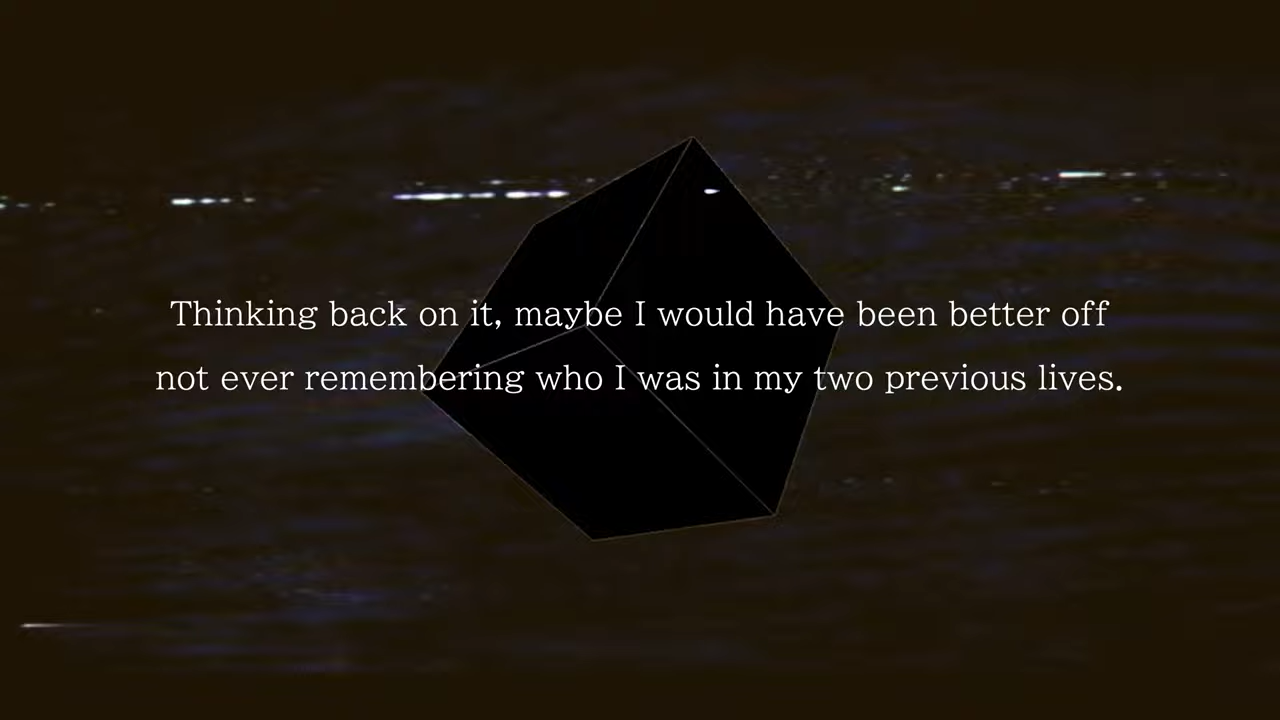 Thinking back on it, maybe I would have been better off
not ever remembering who I was in my two previous lives.